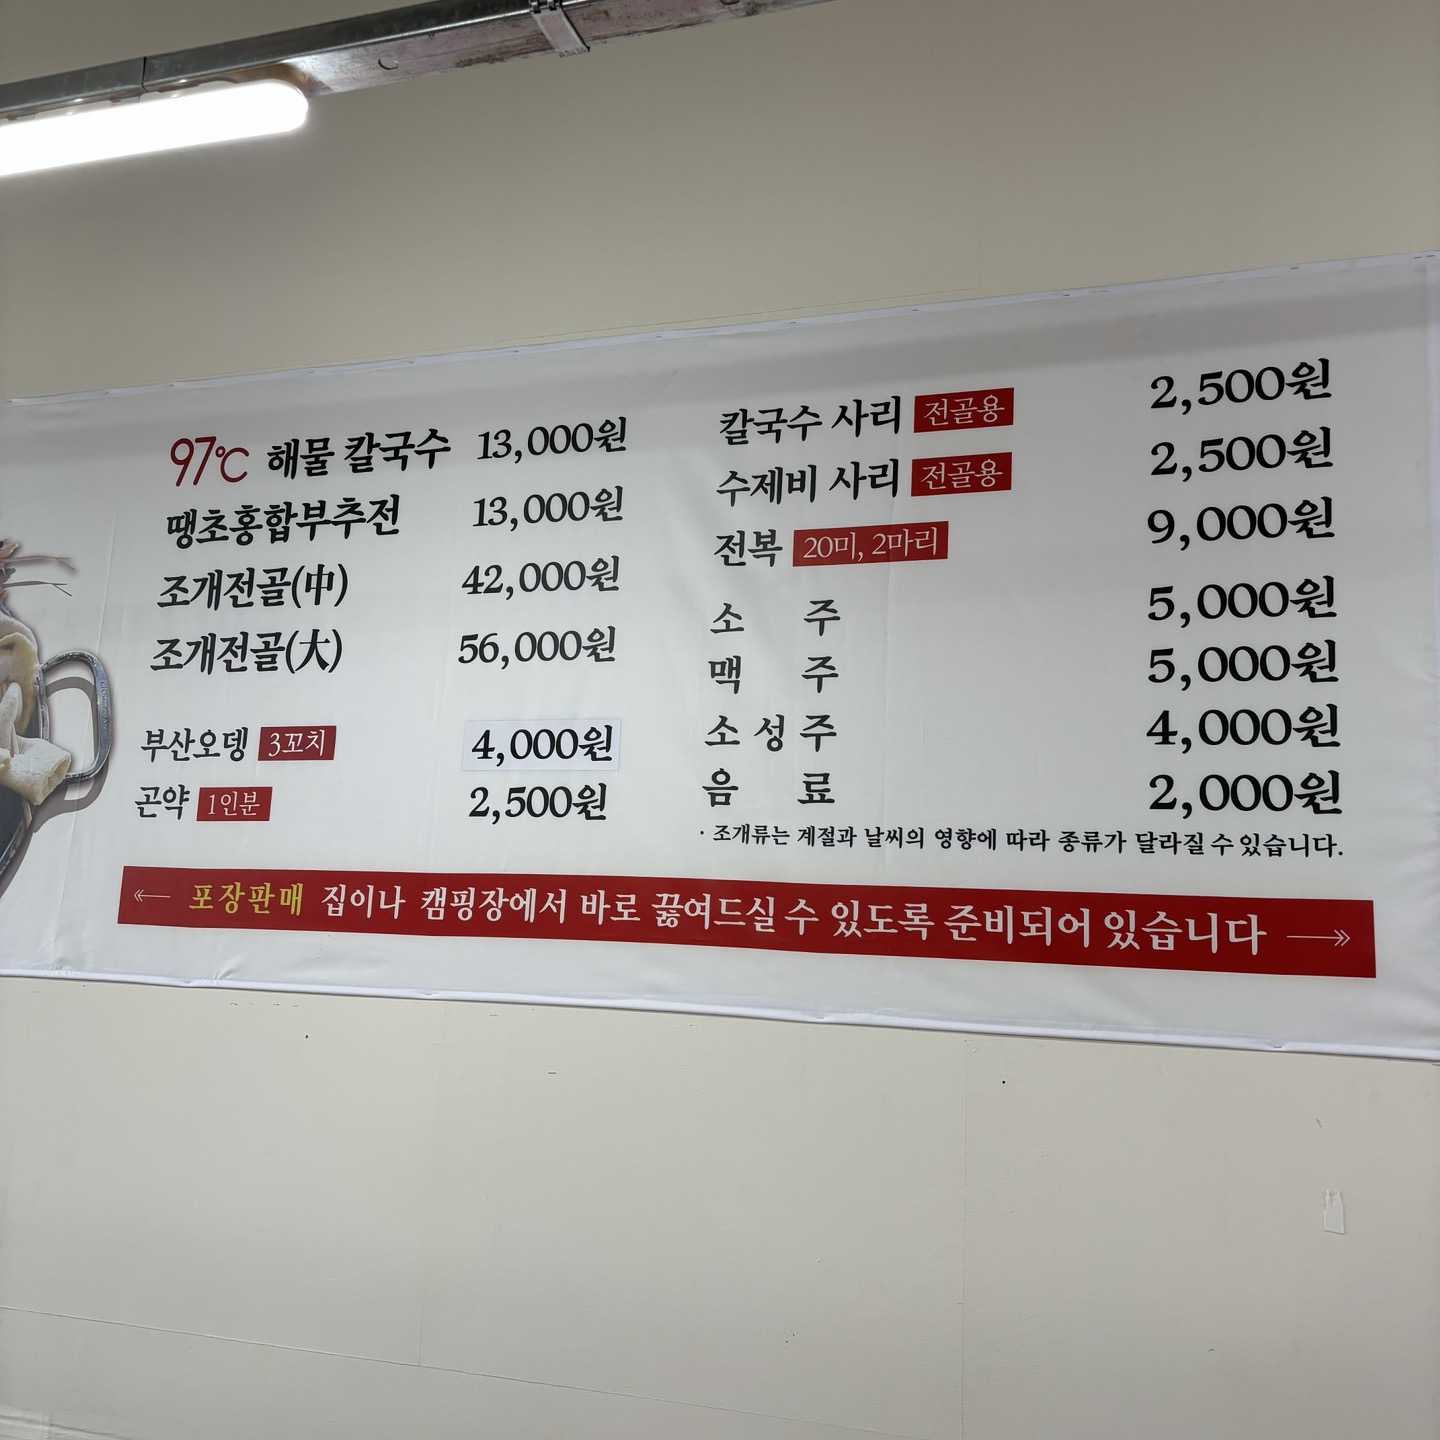 97℃ 해물 칼국수 13,000원
땡초홍합부추전 13,000원
조개전골(中) 42,000원
조개전골(大) 56,000원
부산오뎅 3꼬치 4,000원
곤약 1인분 2,500원
칼국수 사리 전골용 2,500원
수제비 사리 전골용 2,500원
전복 20미, 2마리 9,000원
소 주 5,000원
맥 주 5,000원
소 성 주 4,000원
음 료 2,000원
· 조개류는 계절과 날씨의 영향에 따라 종류가 달라질 수 있습니다.
포장판매 집이나 캠핑장에서 바로 끓여드실 수 있도록 준비되어 있습니다